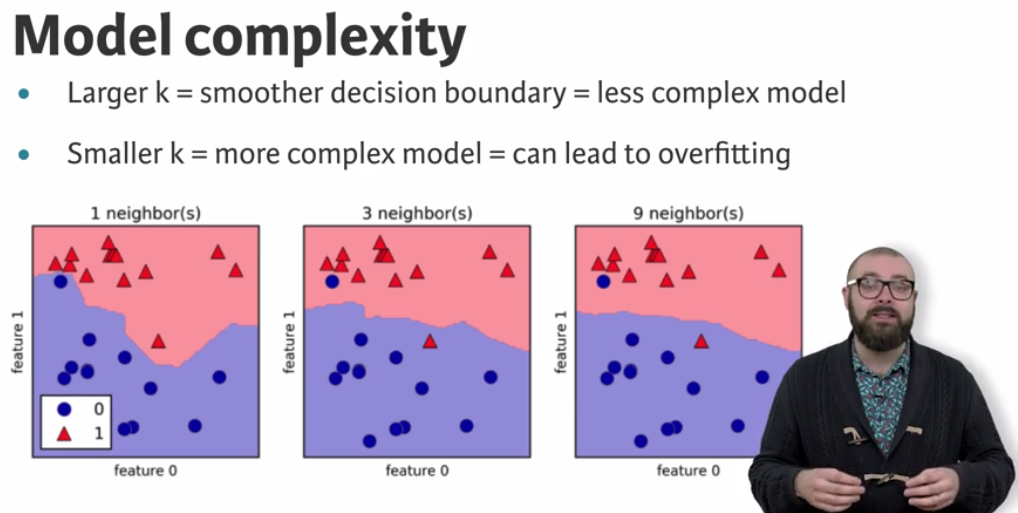 Model complexity
• Larger k = smoother decision boundary = less complex model
• Smaller k = more complex model = can lead to overfitting
1 neighbor(s)
3 neighbor(s)
9 neighbor(s)
feature 1
feature 1
feature 1
0
1
feature 0
feature 0
feature 0